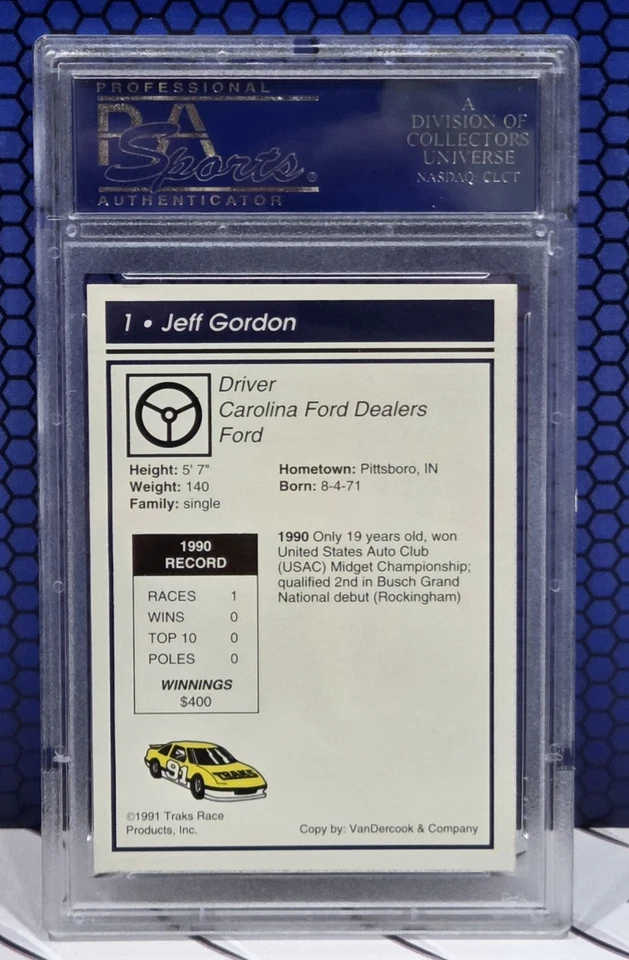 PROFESSIONAL
PSA
Sports®
AUTHENTICATOR
A
DIVISION OF
COLLECTORS
UNIVERSE
NASDAQ: CLCT
1 • Jeff Gordon
Driver
Carolina Ford Dealers
Ford
Height: 5' 7"
Weight: 140
Family: single
Hometown: Pittsboro, IN
Born: 8-4-71
1990
RECORD
RACES 1
WINS 0
TOP 10 0
POLES 0
WINNINGS
$400
1990 Only 19 years old, won
United States Auto Club
(USAC) Midget Championship;
qualified 2nd in Busch Grand
National debut (Rockingham)
91
TRAKS
©1991 Traks Race
Products, Inc.
Copy by: VanDercook & Company